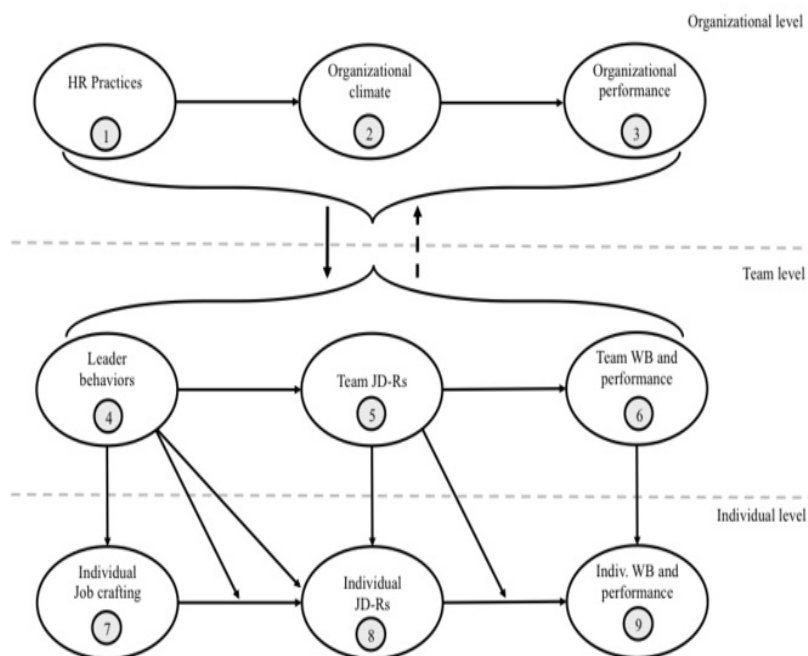 Organizational level
HR Practices
1
Organizational
climate
2
Organizational
performance
3
Team level
Leader
behaviors
4
Team JD-Rs
5
Team WB and
performance
6
Individual level
Individual
Job crafting
7
Individual
JD-Rs
8
Indiv. WB and
performance
9